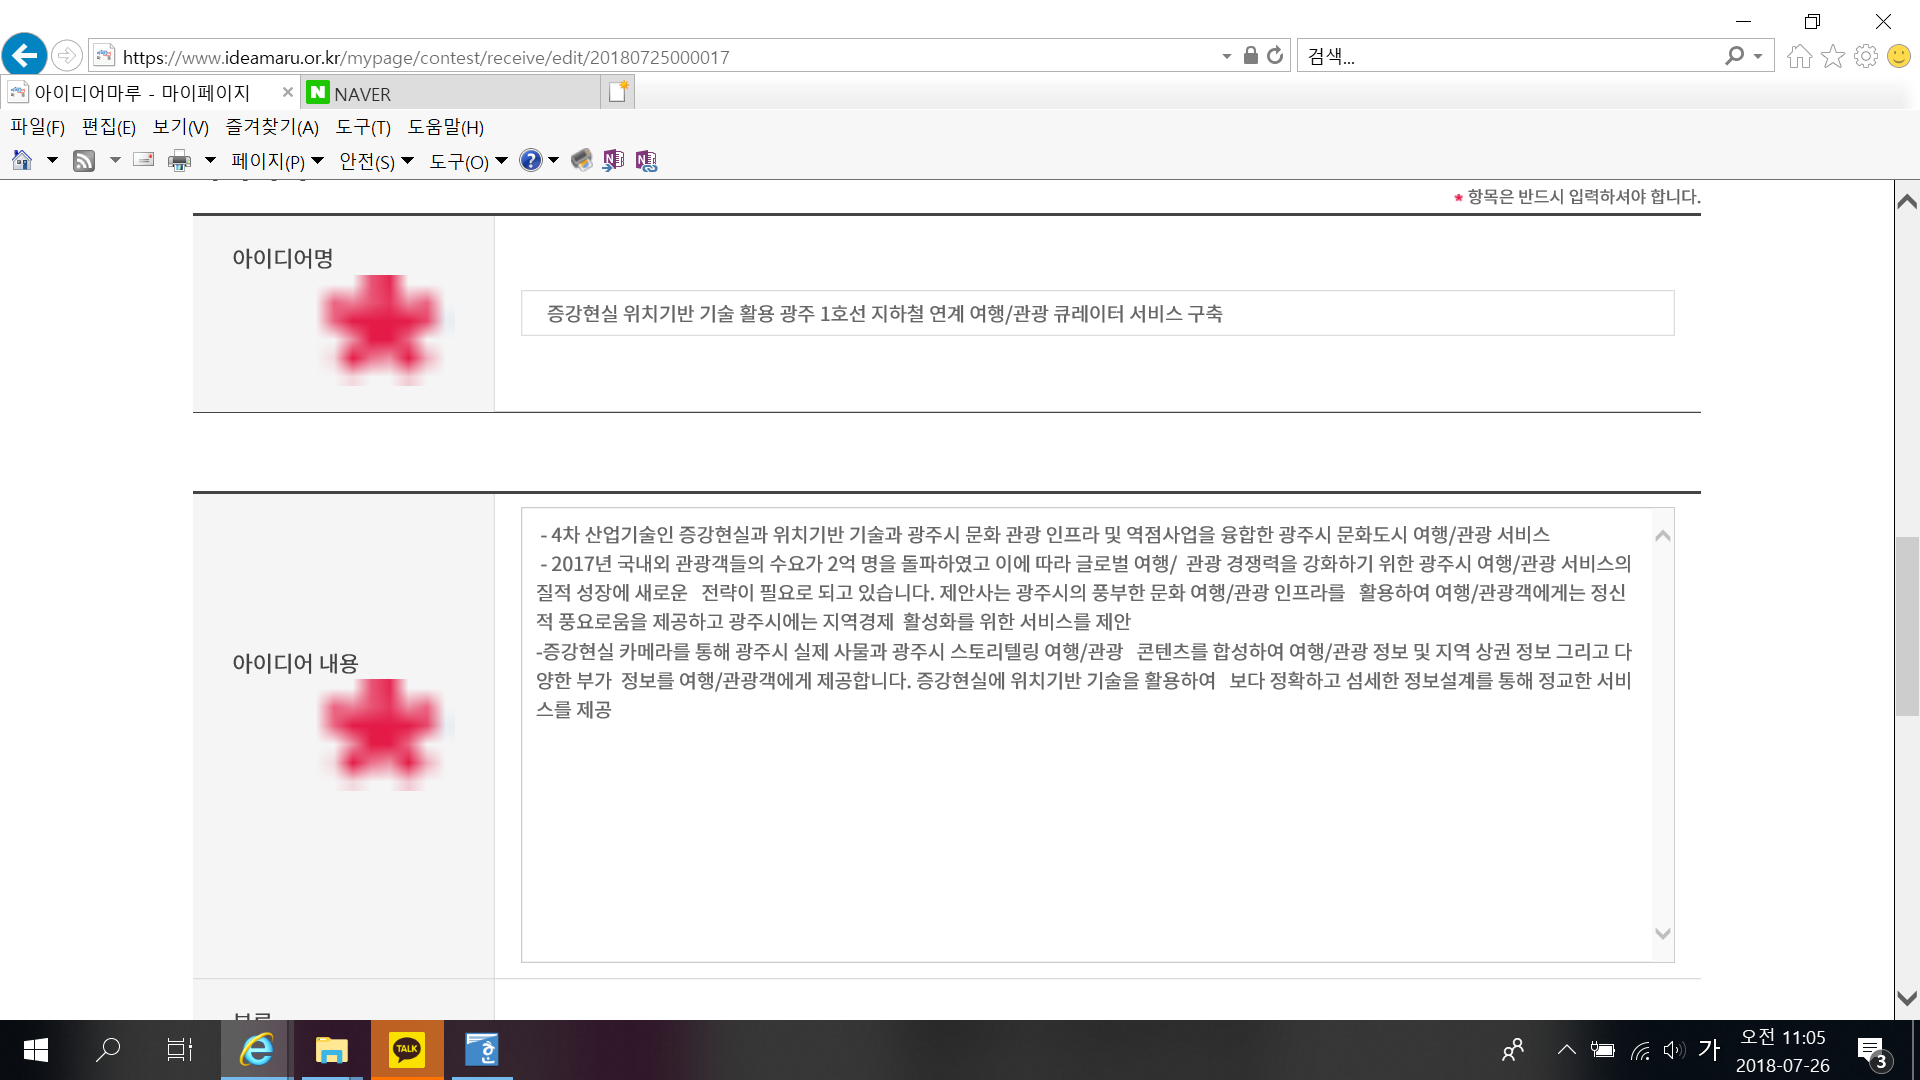 https://www.ideamaru.or.kr/mypage/contest/receive/edit/20180725000017
검색...
아이디어마루 - 마이페이지
NAVER
파일(F) 편집(E) 보기(V) 즐겨찾기(A) 도구(T) 도움말(H)
페이지(P) 안전(S) 도구(O)
* 항목은 반드시 입력하셔야 합니다.
아이디어명
증강현실 위치기반 기술 활용 광주 1호선 지하철 연계 여행/관광 큐레이터 서비스 구축
아이디어 내용
- 4차 산업기술인 증강현실과 위치기반 기술과 광주시 문화 관광 인프라 및 역점사업을 융합한 광주시 문화도시 여행/관광 서비스
- 2017년 국내외 관광객들의 수요가 2억 명을 돌파하였고 이에 따라 글로벌 여행/ 관광 경쟁력을 강화하기 위한 광주시 여행/관광 서비스의
질적 성장에 새로운 전략이 필요로 되고 있습니다. 제안사는 광주시의 풍부한 문화 여행/관광 인프라를 활용하여 여행/관광객에게는 정신
적 풍요로움을 제공하고 광주시에는 지역경제 활성화를 위한 서비스를 제안
-증강현실 카메라를 통해 광주시 실제 사물과 광주시 스토리텔링 여행/관광 콘텐츠를 합성하여 여행/관광 정보 및 지역 상권 정보 그리고 다
양한 부가 정보를 여행/관광객에게 제공합니다. 증강현실에 위치기반 기술을 활용하여 보다 정확하고 섬세한 정보설계를 통해 정교한 서비
스를 제공
TALK
한
가
오전 11:05
2018-07-26
3